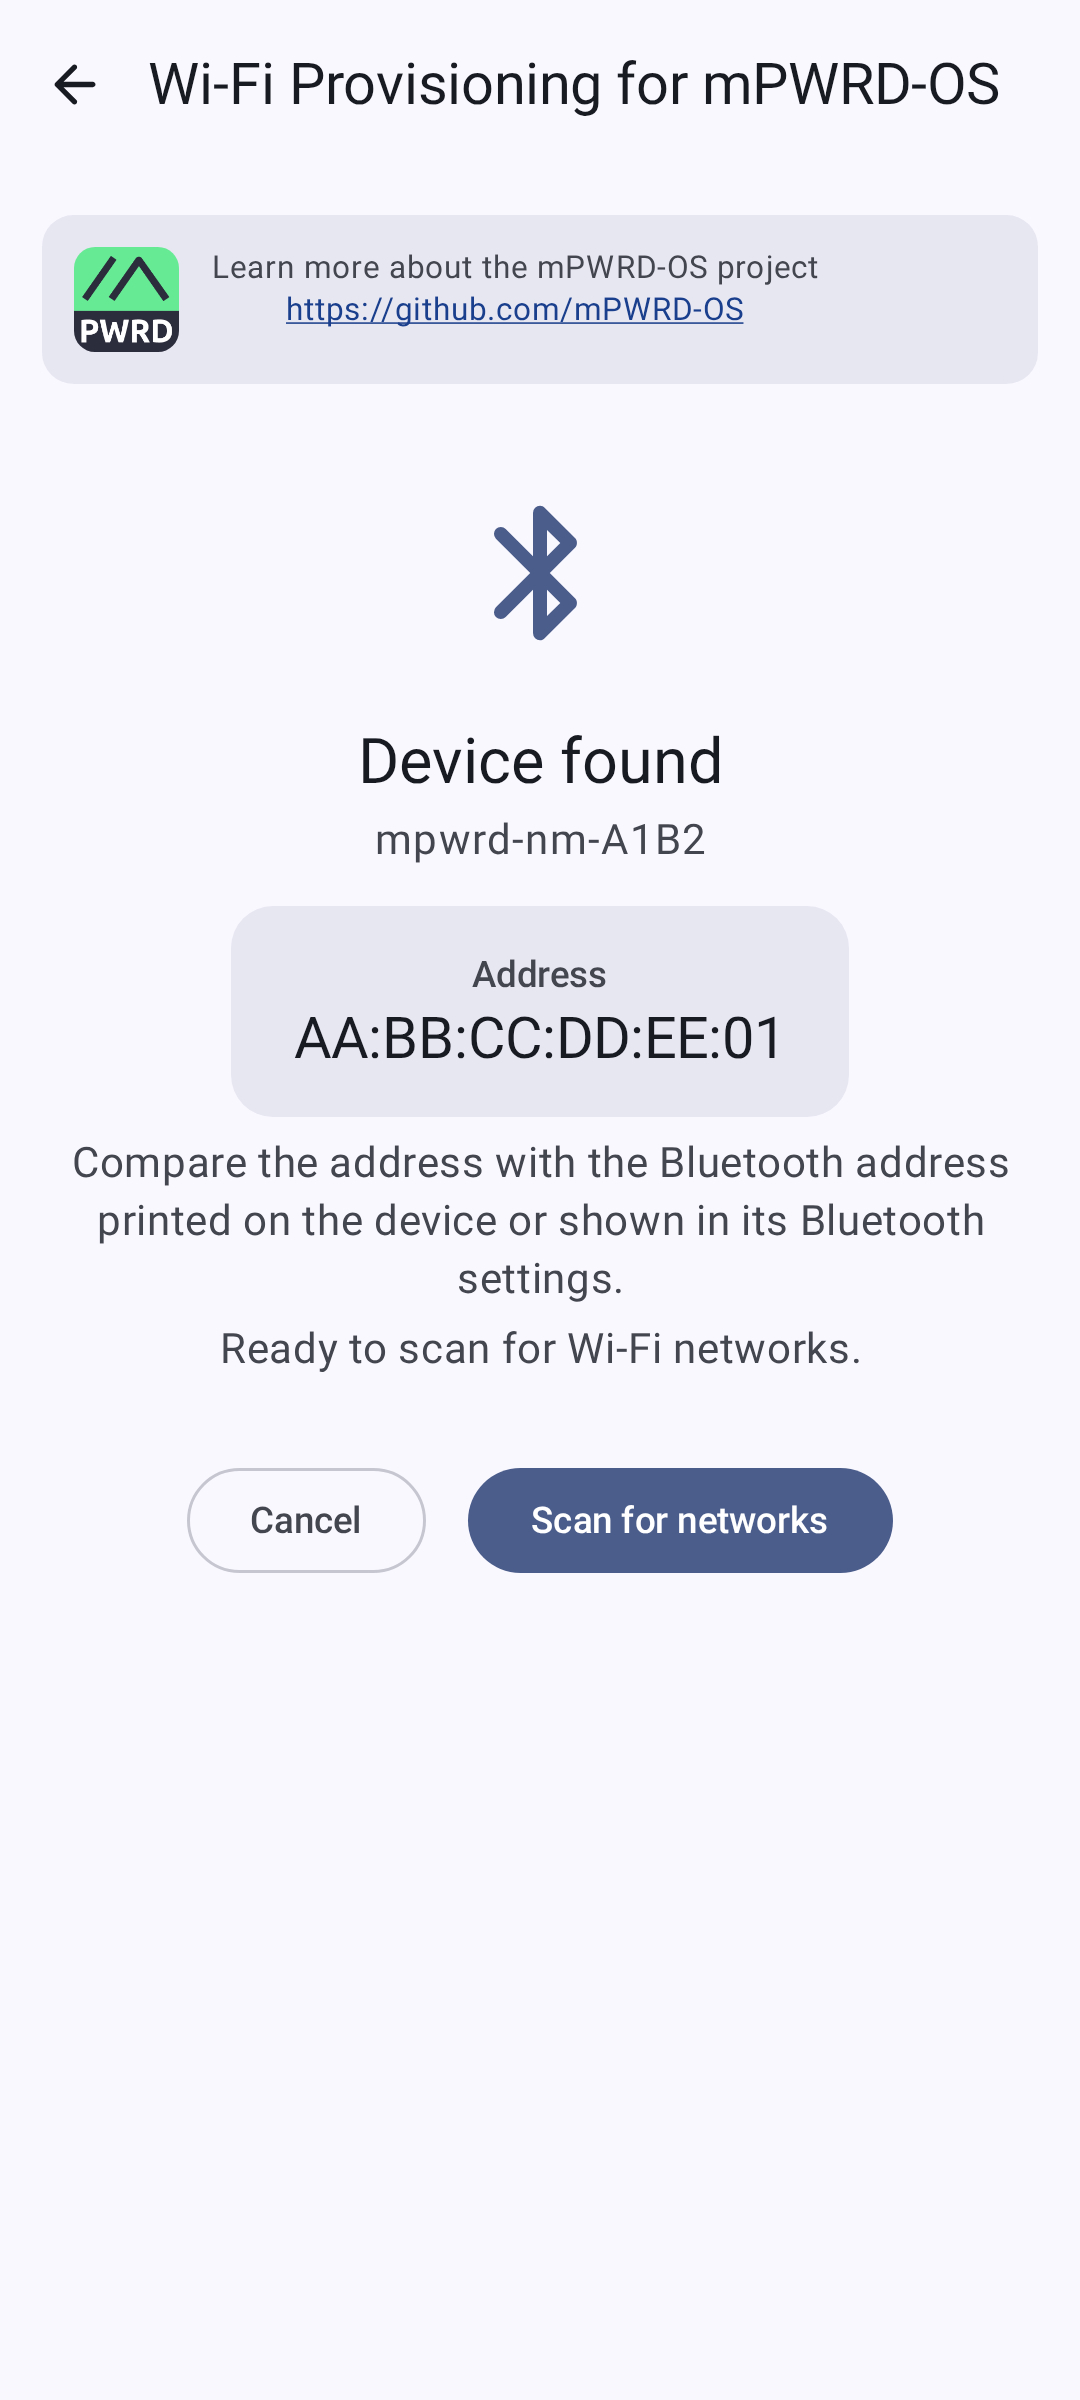 Wi-Fi Provisioning for mPWRD-OS
Learn more about the mPWRD-OS project
https://github.com/mPWRD-OS
PWRD
Device found
mpwrd-nm-A1B2
Address
AA:BB:CC:DD:EE:01
Compare the address with the Bluetooth address
printed on the device or shown in its Bluetooth
settings.
Ready to scan for Wi-Fi networks.
Cancel
Scan for networks